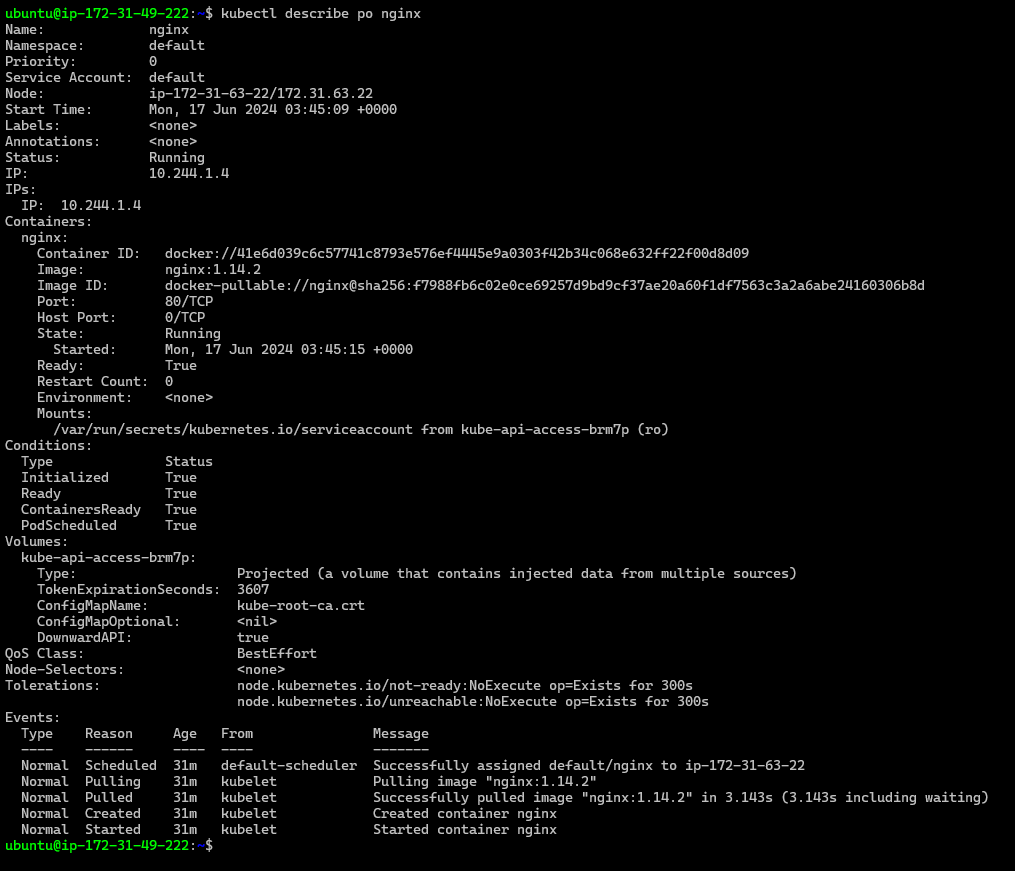 ubuntu@ip-172-31-49-222:~$ kubectl describe po nginx
Name:             nginx
Namespace:        default
Priority:         0
Service Account:  default
Node:             ip-172-31-63-22/172.31.63.22
Start Time:       Mon, 17 Jun 2024 03:45:09 +0000
Labels:           <none>
Annotations:      <none>
Status:           Running
IP:               10.244.1.4
IPs:
  IP:  10.244.1.4
Containers:
  nginx:
    Container ID:   docker://41e6d039c6c57741c8793e576ef4445e9a0303f42b34c068e632ff22f00d8d09
    Image:          nginx:1.14.2
    Image ID:       docker-pullable://nginx@sha256:f7988fb6c02e0ce69257d9bd9cf37ae20a60f1df7563c3a2a6abe24160306b8d
    Port:           80/TCP
    Host Port:      0/TCP
    State:          Running
      Started:      Mon, 17 Jun 2024 03:45:15 +0000
    Ready:          True
    Restart Count:  0
    Environment:    <none>
    Mounts:
      /var/run/secrets/kubernetes.io/serviceaccount from kube-api-access-brm7p (ro)
Conditions:
  Type              Status
  Initialized       True
  Ready             True
  ContainersReady   True
  PodScheduled      True
Volumes:
  kube-api-access-brm7p:
    Type:                    Projected (a volume that contains injected data from multiple sources)
    TokenExpirationSeconds:  3607
    ConfigMapName:           kube-root-ca.crt
    ConfigMapOptional:       <nil>
    DownwardAPI:             true
QoS Class:                   BestEffort
Node-Selectors:              <none>
Tolerations:                 node.kubernetes.io/not-ready:NoExecute op=Exists for 300s
                             node.kubernetes.io/unreachable:NoExecute op=Exists for 300s
Events:
  Type    Reason     Age   From               Message
  ----    ------     ----  ----               -------
  Normal  Scheduled  31m   default-scheduler  Successfully assigned default/nginx to ip-172-31-63-22
  Normal  Pulling    31m   kubelet            Pulling image "nginx:1.14.2"
  Normal  Pulled     31m   kubelet            Successfully pulled image "nginx:1.14.2" in 3.143s (3.143s including waiting)
  Normal  Created    31m   kubelet            Created container nginx
  Normal  Started    31m   kubelet            Started container nginx
ubuntu@ip-172-31-49-222:~$